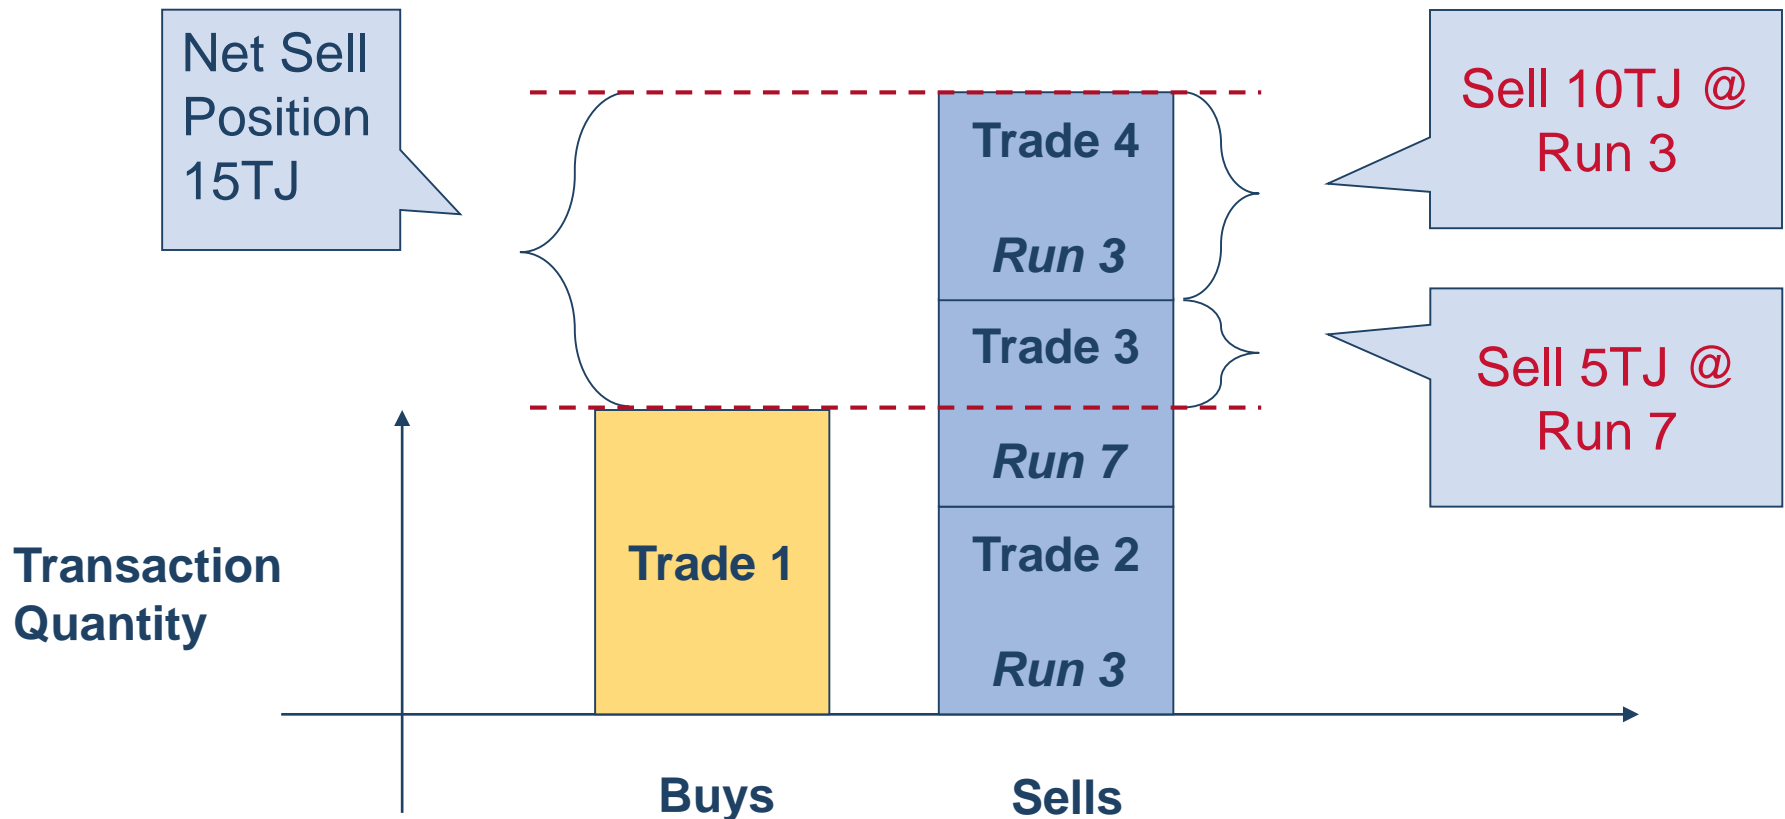 Net Sell
Position
15TJ
Trade 4
Run 3
Sell 10TJ @
Run 3
Trade 3
Run 7
Sell 5TJ @
Run 7
Transaction
Quantity
Trade 1
Trade 2
Run 3
Buys
Sells